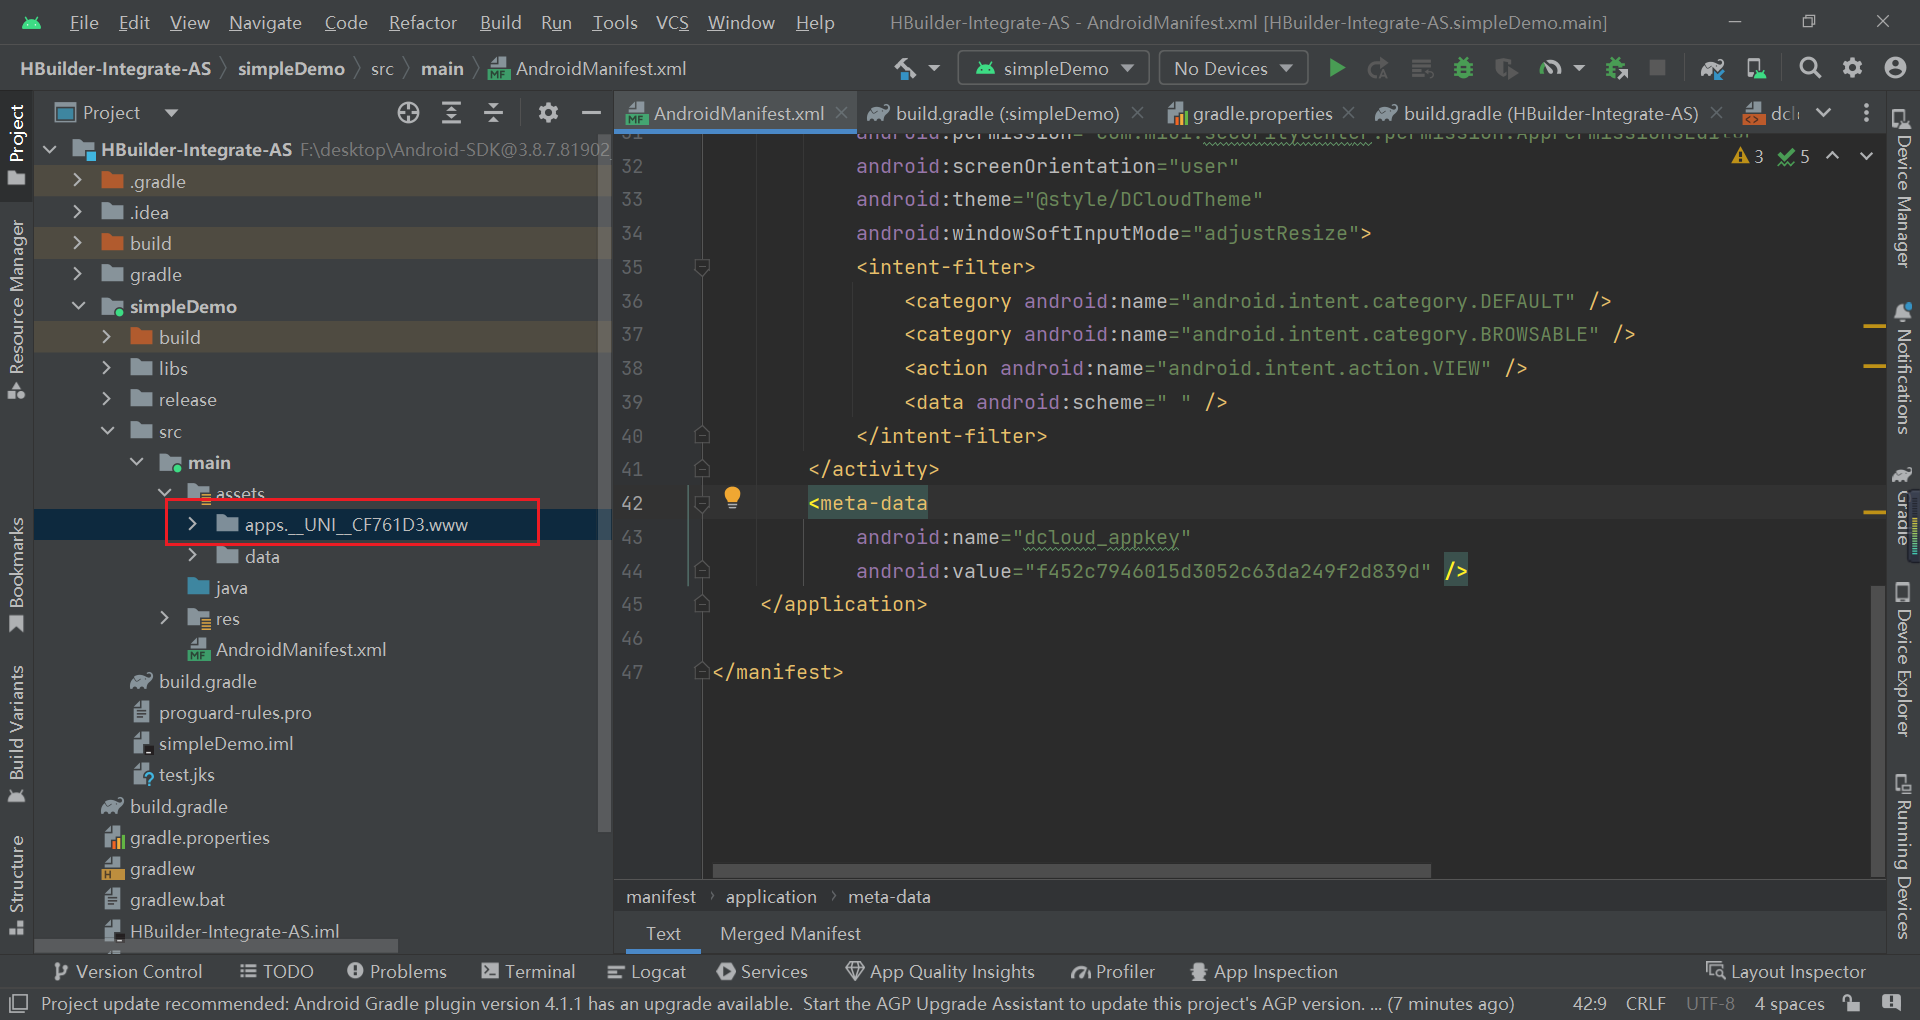 File Edit View Navigate Code Refactor Build Run Tools VCS Window Help HBuilder-Integrate-AS - AndroidManifest.xml [HBuilder-Integrate-AS.simpleDemo.main]
HBuilder-Integrate-AS simpleDemo src main AndroidManifest.xml simpleDemo No Devices
Project
AndroidManifest.xml build.gradle (:simpleDemo) gradle.properties build.gradle (HBuilder-Integrate-AS)
HBuilder-Integrate-AS F:\desktop\Android-SDK@3.8.7.81902
.gradle
.idea
build
gradle
simpleDemo
build
libs
release
src
main
assets
apps.__UNI__CF761D3.www
data
java
res
AndroidManifest.xml
build.gradle
proguard-rules.pro
simpleDemo.iml
test.jks
build.gradle
gradle.properties
gradlew
gradlew.bat
HBuilder-Integrate-AS.iml
3 5
32 android:screenOrientation="user"
33 android:theme="@style/DCloudTheme"
34 android:windowSoftInputMode="adjustResize">
35 <intent-filter>
36 <category android:name="android.intent.category.DEFAULT" />
37 <category android:name="android.intent.category.BROWSABLE" />
38 <action android:name="android.intent.action.VIEW" />
39 <data android:scheme=" " />
40 </intent-filter>
41 </activity>
42 <meta-data
43 android:name="dcloud_appkey"
44 android:value="f452c7946015d3052c63da249f2d839d" />
45 </application>
46
47 </manifest>
manifest application meta-data
Text Merged Manifest
Project
Resource Manager
Bookmarks
Build Variants
Structure
Device Manager
Notifications
Gradle
Device Explorer
Running Devices
Version Control TODO Problems Terminal Logcat Services App Quality Insights Profiler App Inspection Layout Inspector
Project update recommended: Android Gradle plugin version 4.1.1 has an upgrade available. Start the AGP Upgrade Assistant to update this project's AGP version. ... (7 minutes ago) 42:9 CRLF UTF-8 4 spaces